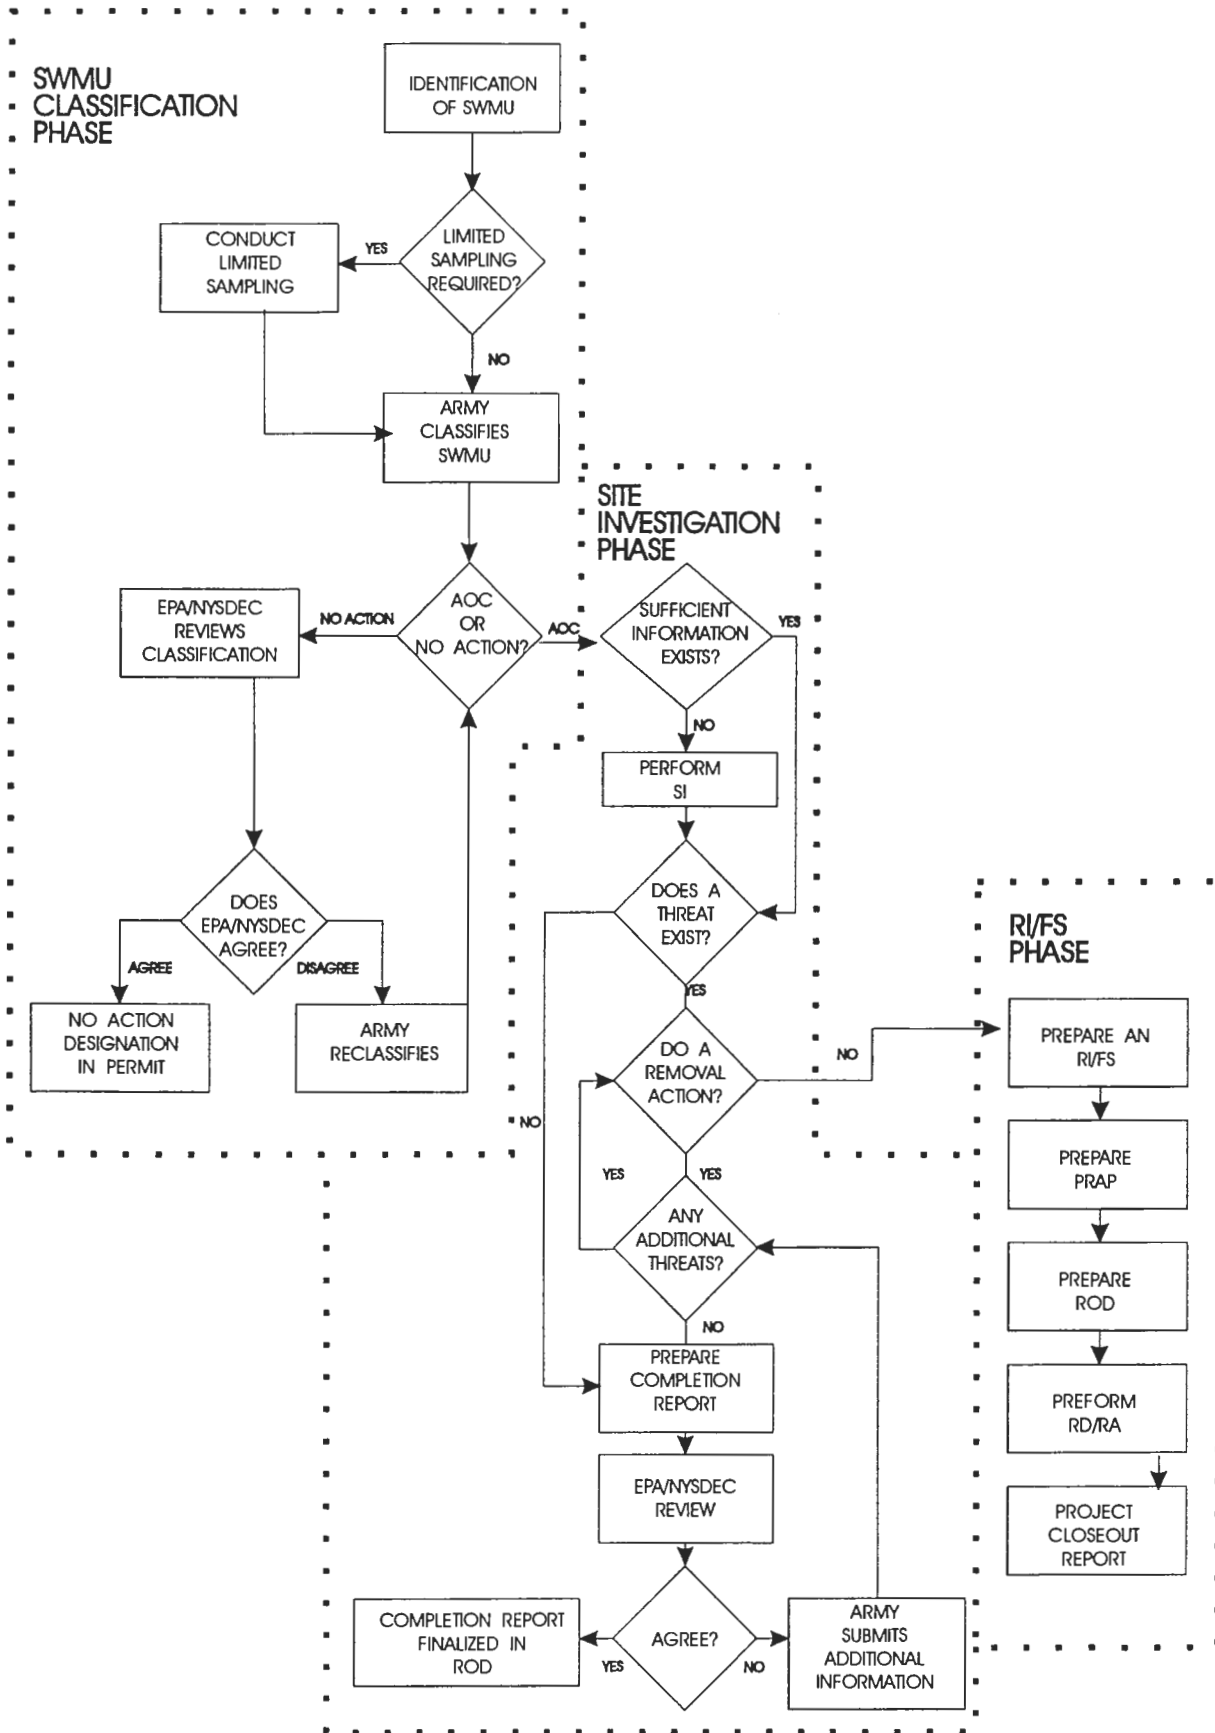 SWMU
CLASSIFICATION
PHASE
IDENTIFICATION
OF SWMU
LIMITED
SAMPLING
REQUIRED?
YES
CONDUCT
LIMITED
SAMPLING
NO
ARMY
CLASSIFIES
SWMU
AOC
OR
NO ACTION?
NO ACTION
AOC
EPA/NYSDEC
REVIEWS
CLASSIFICATION
DOES
EPA/NYSDEC
AGREE?
AGREE
DISAGREE
NO ACTION
DESIGNATION
IN PERMIT
ARMY
RECLASSIFIES
SITE
INVESTIGATION
PHASE
SUFFICIENT
INFORMATION
EXISTS?
YES
NO
PERFORM
SI
DOES A
THREAT
EXIST?
YES
NO
DO A
REMOVAL
ACTION?
NO
YES
YES
ANY
ADDITIONAL
THREATS?
NO
PREPARE
COMPLETION
REPORT
EPA/NYSDEC
REVIEW
AGREE?
YES
NO
COMPLETION REPORT
FINALIZED IN
ROD
ARMY
SUBMITS
ADDITIONAL
INFORMATION
RI/FS
PHASE
PREPARE AN
RI/FS
PREPARE
PRAP
PREPARE
ROD
PREFORM
RD/RA
PROJECT
CLOSEOUT
REPORT